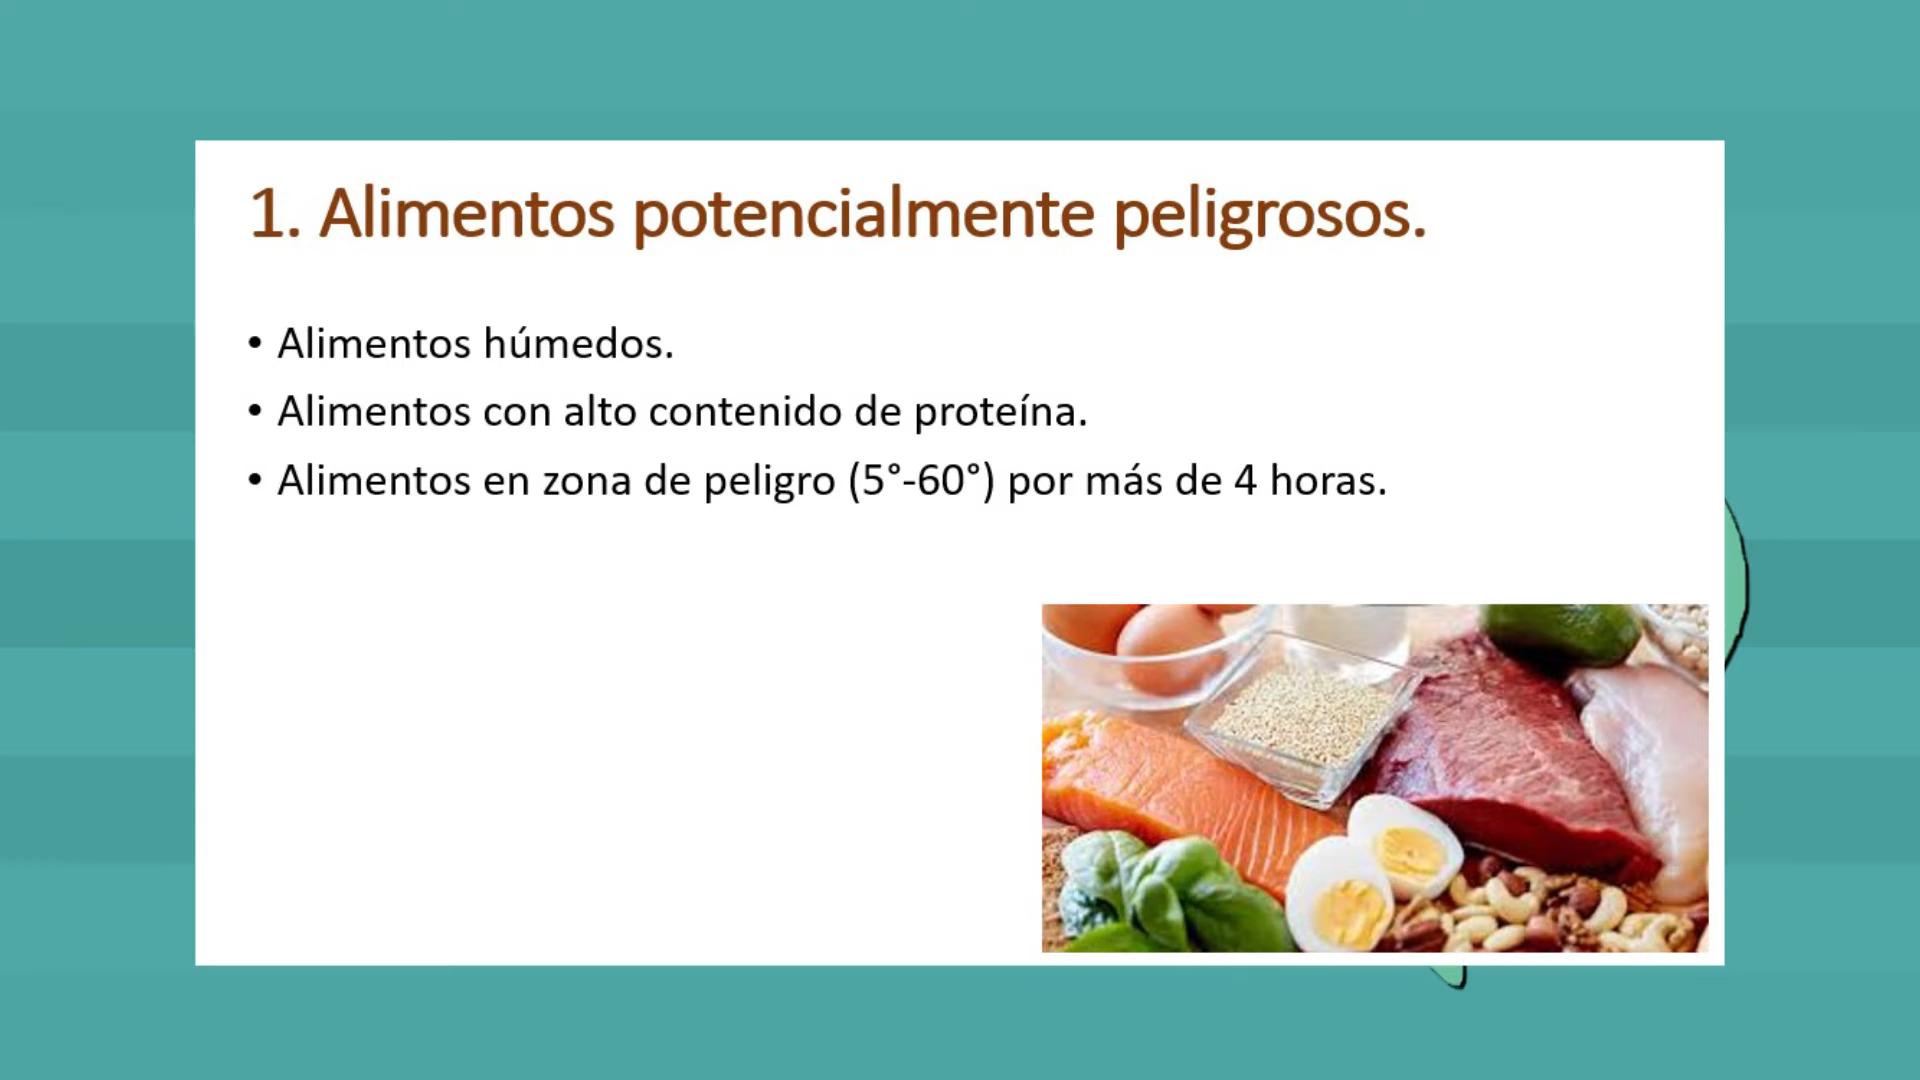 1. Alimentos potencialmente peligrosos.
• Alimentos húmedos.
• Alimentos con alto contenido de proteína.
• Alimentos en zona de peligro (5°-60°) por más de 4 horas.